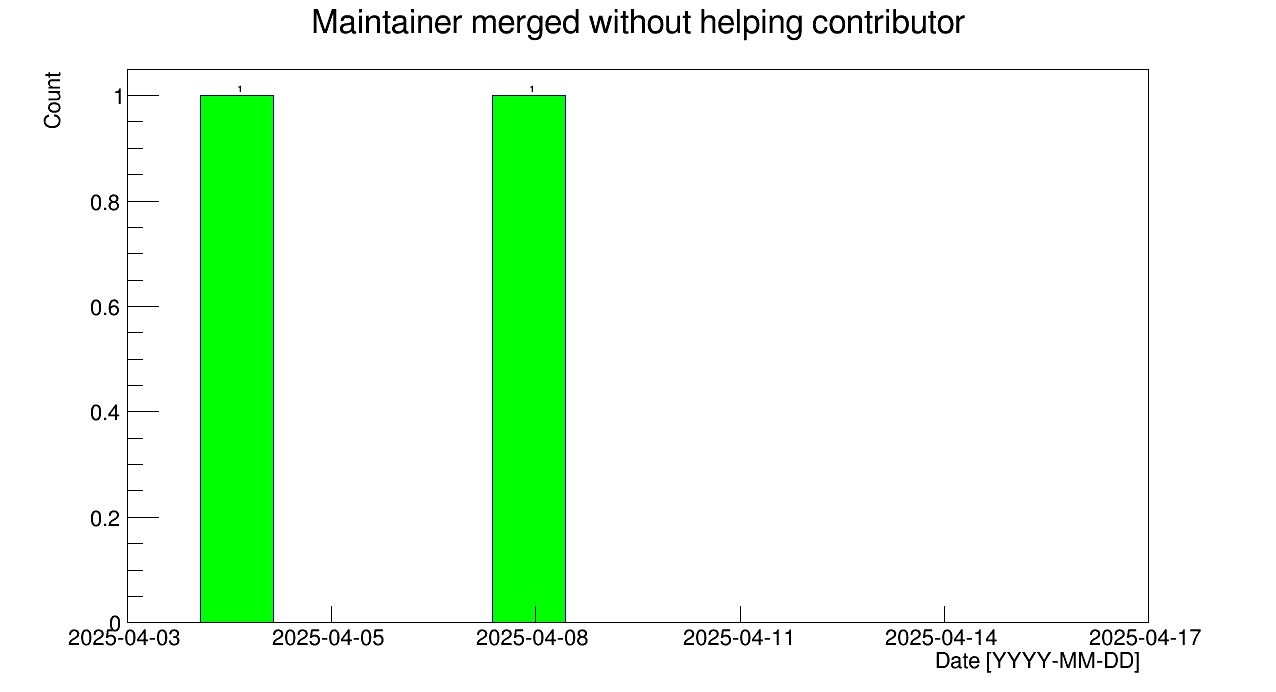 Maintainer merged without helping contributor
Count
1
1
1
0.8
0.6
0.4
0.2
0
2025-04-03 2025-04-05 2025-04-08 2025-04-11 2025-04-14 2025-04-17
Date [YYYY-MM-DD]